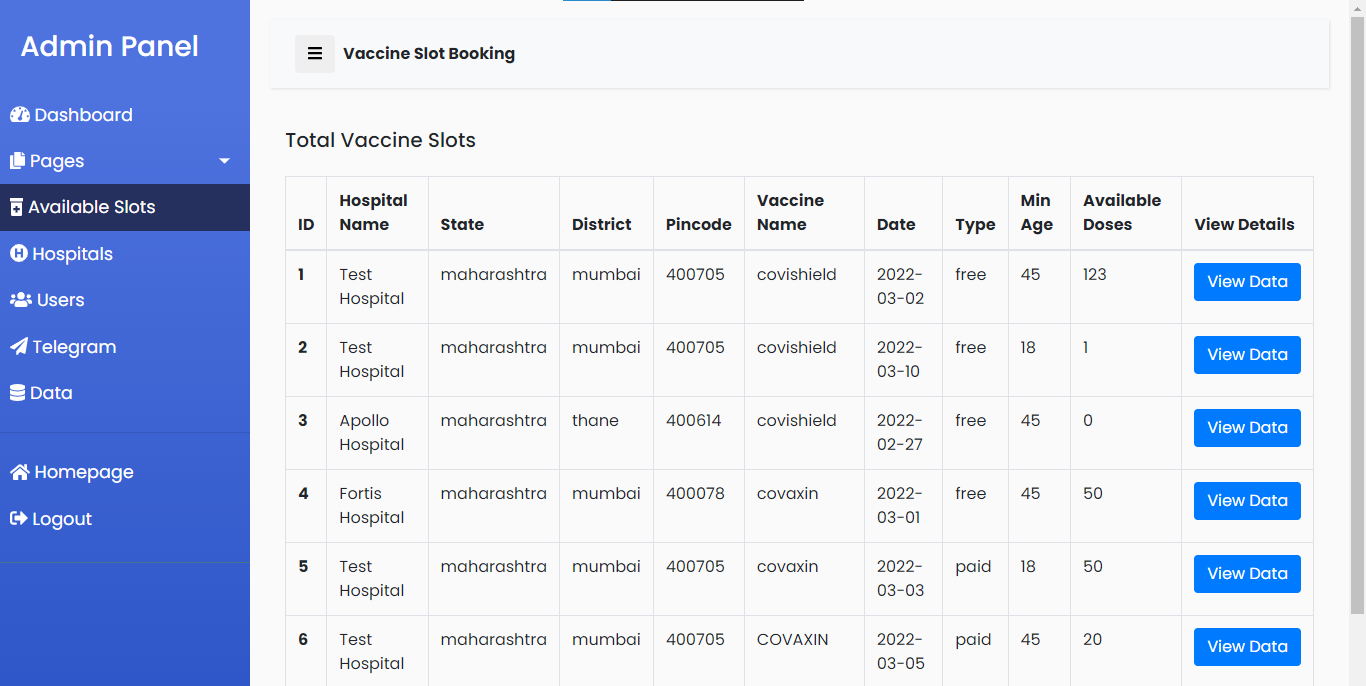 Admin Panel
Dashboard
Pages
Available Slots
Hospitals
Users
Telegram
Data
Homepage
Logout
Vaccine Slot Booking
Total Vaccine Slots
ID Hospital Name State District Pincode Vaccine Name Date Type Min Age Available Doses View Details
1 Test Hospital maharashtra mumbai 400705 covishield 2022-03-02 free 45 123 View Data
2 Test Hospital maharashtra mumbai 400705 covishield 2022-03-10 free 18 1 View Data
3 Apollo Hospital maharashtra thane 400614 covishield 2022-02-27 free 45 0 View Data
4 Fortis Hospital maharashtra mumbai 400078 covaxin 2022-03-01 free 45 50 View Data
5 Test Hospital maharashtra mumbai 400705 covaxin 2022-03-03 paid 18 50 View Data
6 Test Hospital maharashtra mumbai 400705 COVAXIN 2022-03-05 paid 45 20 View Data